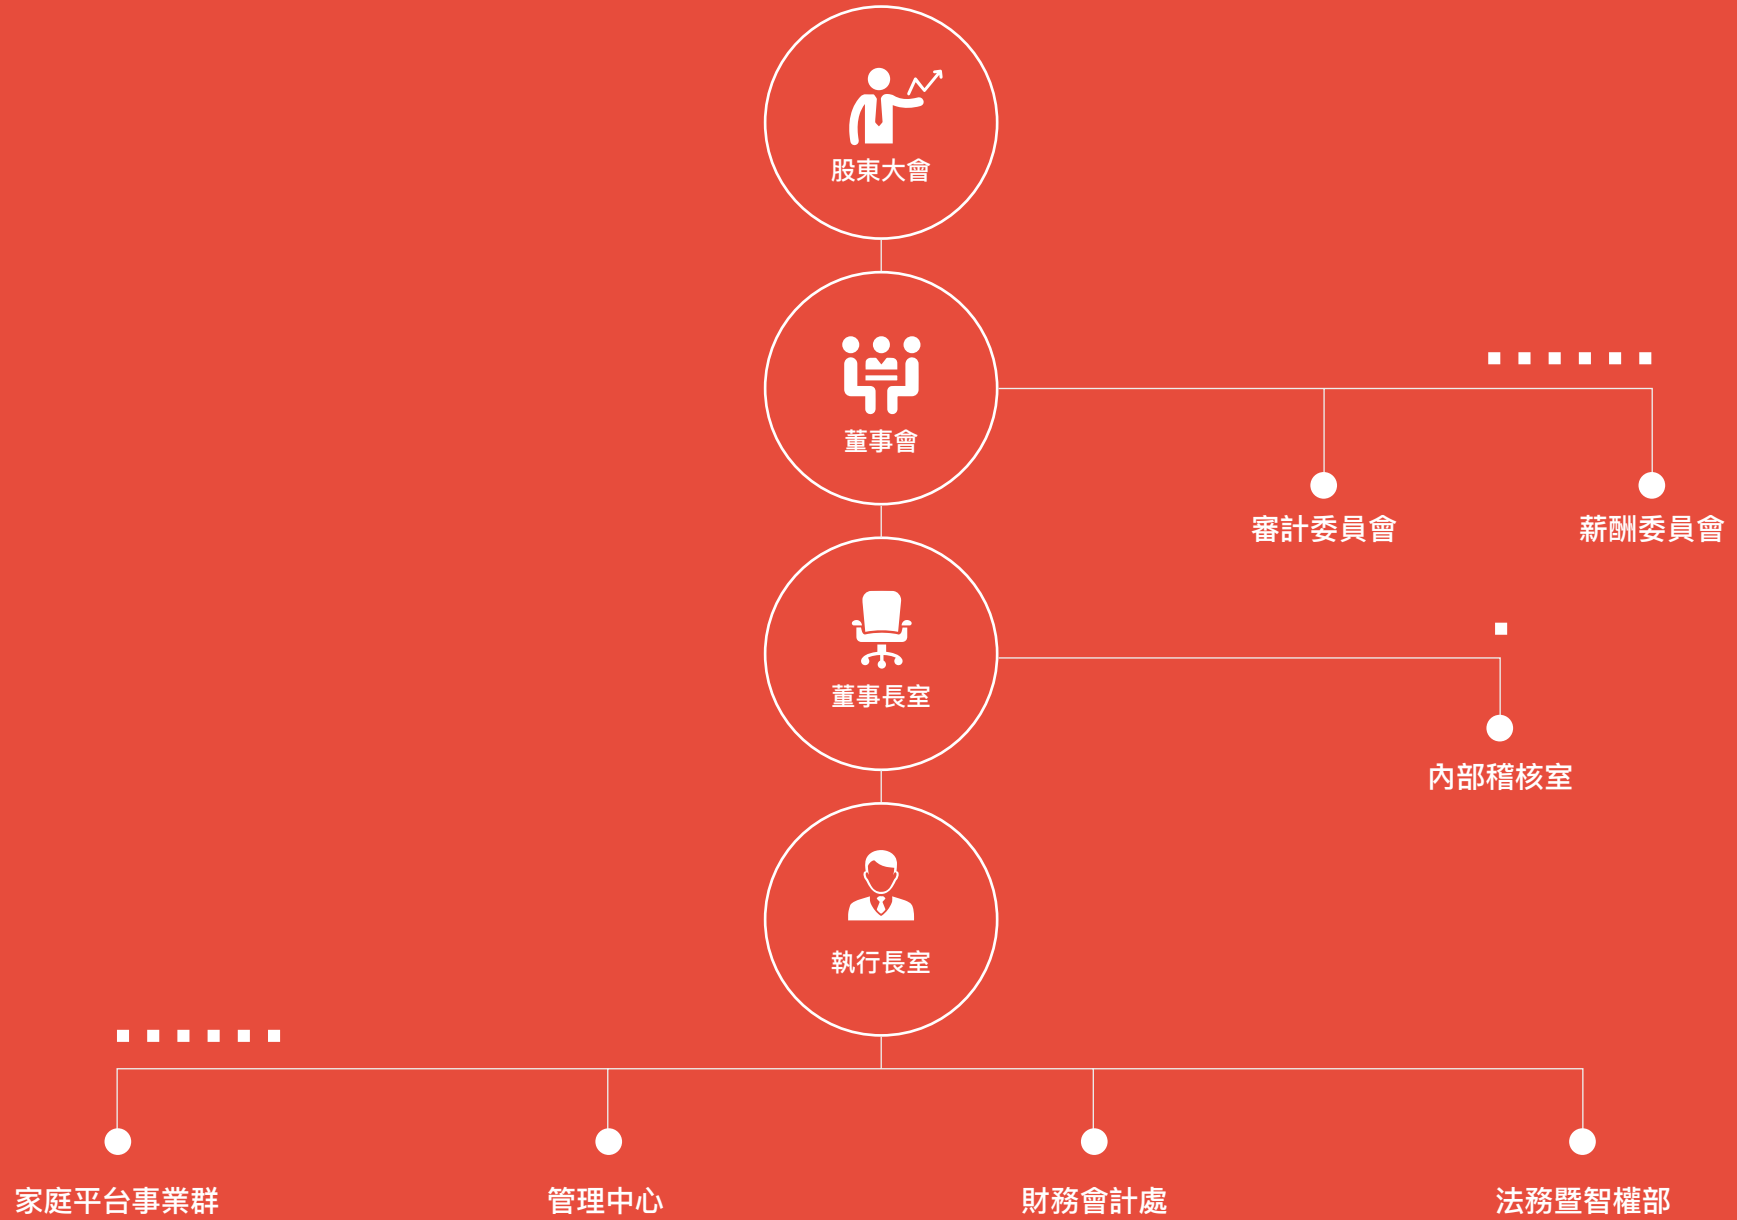 股東大會
董事會
審計委員會
薪酬委員會
董事長室
內部稽核室
執行長室
家庭平台事業群
管理中心
財務會計處
法務暨智權部